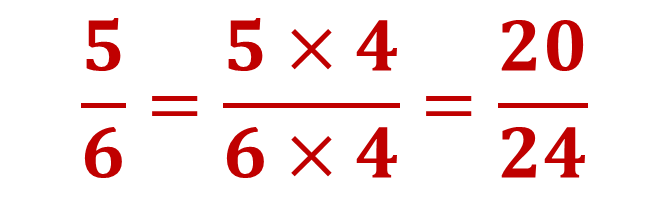 5/6 = (5 × 4)/(6 × 4) = 20/24